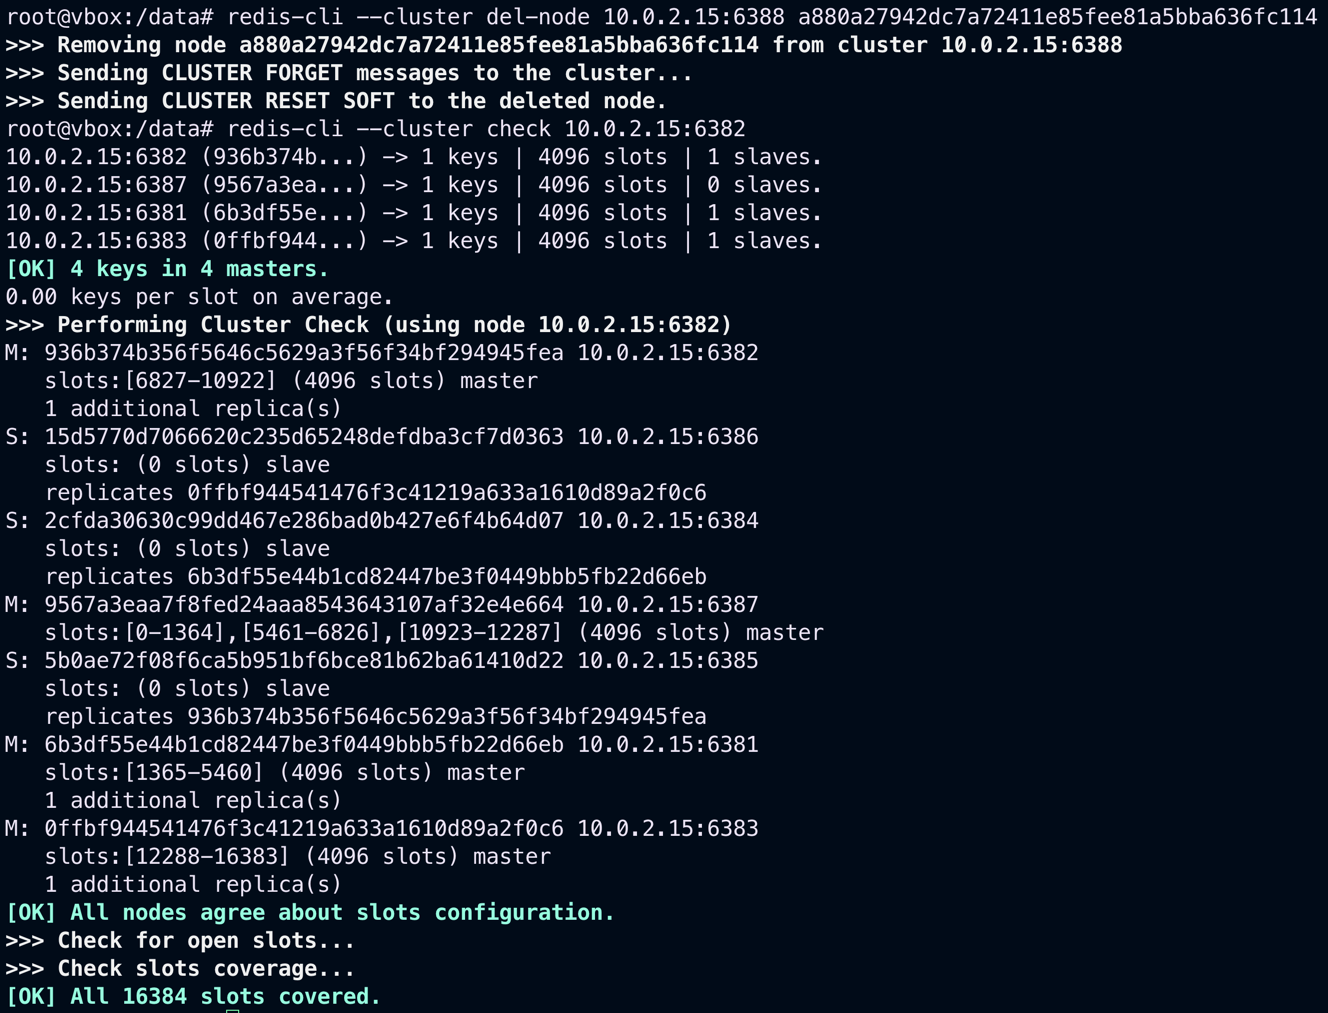 root@vbox:/data# redis-cli --cluster del-node 10.0.2.15:6388 a880a27942dc7a72411e85fee81a5bba636fc114
>>> Removing node a880a27942dc7a72411e85fee81a5bba636fc114 from cluster 10.0.2.15:6388
>>> Sending CLUSTER FORGET messages to the cluster...
>>> Sending CLUSTER RESET SOFT to the deleted node.
root@vbox:/data# redis-cli --cluster check 10.0.2.15:6382
10.0.2.15:6382 (936b374b...) -> 1 keys | 4096 slots | 1 slaves.
10.0.2.15:6387 (9567a3ea...) -> 1 keys | 4096 slots | 0 slaves.
10.0.2.15:6381 (6b3df55e...) -> 1 keys | 4096 slots | 1 slaves.
10.0.2.15:6383 (0ffbf944...) -> 1 keys | 4096 slots | 1 slaves.
[OK] 4 keys in 4 masters.
0.00 keys per slot on average.
>>> Performing Cluster Check (using node 10.0.2.15:6382)
M: 936b374b356f5646c5629a3f56f34bf294945fea 10.0.2.15:6382
   slots:[6827-10922] (4096 slots) master
   1 additional replica(s)
S: 15d5770d7066620c235d65248defdba3cf7d0363 10.0.2.15:6386
   slots: (0 slots) slave
   replicates 0ffbf944541476f3c41219a633a1610d89a2f0c6
S: 2cfda30630c99dd467e286bad0b427e6f4b64d07 10.0.2.15:6384
   slots: (0 slots) slave
   replicates 6b3df55e44b1cd82447be3f0449bbb5fb22d66eb
M: 9567a3eaa7f8fed24aaa8543643107af32e4e664 10.0.2.15:6387
   slots:[0-1364],[5461-6826],[10923-12287] (4096 slots) master
S: 5b0ae72f08f6ca5b951bf6bce81b62ba61410d22 10.0.2.15:6385
   slots: (0 slots) slave
   replicates 936b374b356f5646c5629a3f56f34bf294945fea
M: 6b3df55e44b1cd82447be3f0449bbb5fb22d66eb 10.0.2.15:6381
   slots:[1365-5460] (4096 slots) master
   1 additional replica(s)
M: 0ffbf944541476f3c41219a633a1610d89a2f0c6 10.0.2.15:6383
   slots:[12288-16383] (4096 slots) master
   1 additional replica(s)
[OK] All nodes agree about slots configuration.
>>> Check for open slots...
>>> Check slots coverage...
[OK] All 16384 slots covered.